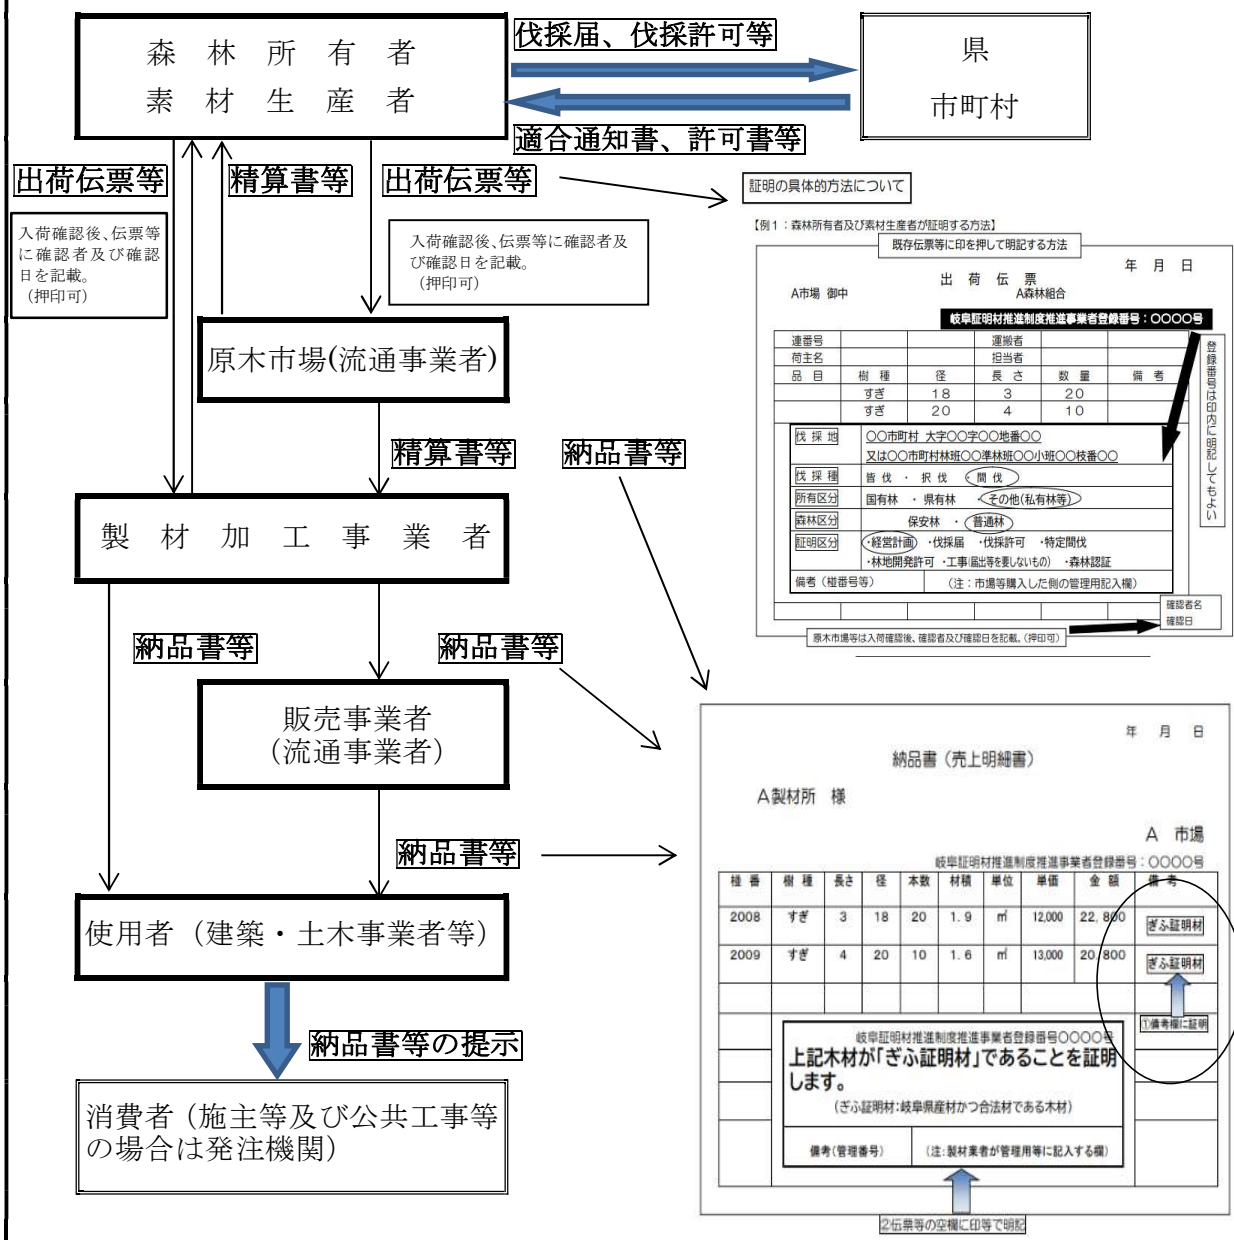 森林所有者
素材生産者
伐採届、伐採許可等
県
市町村
適合通知書、許可書等
出荷伝票等
精算書等
出荷伝票等
入荷確認後、伝票等
に確認者及び確認
日を記載。
（押印可）
入荷確認後、伝票等に確認者及
び確認日を記載。
（押印可）
原木市場(流通事業者)
精算書等
納品書等
製材加工事業者
納品書等
納品書等
販売事業者
（流通事業者）
納品書等
使用者（建築・土木事業者等）
納品書等の提示
消費者（施主等及び公共工事等
の場合は発注機関）
証明の具体的方法について
【例1：森林所有者及び素材生産者が証明する方法】
既存伝票等に印を押して明記する方法
年 月 日
出 荷 伝 票
A市場 御中 A森林組合
岐阜証明材推進制度推進事業者登録番号：〇〇〇〇号
連番号 運搬者
荷主名 担当者
品 目 樹 種 径 長 さ 数 量 備 考
すぎ 18 3 20
すぎ 20 4 10
伐採地 〇〇市町村 大字〇〇字〇〇地番〇〇
又は〇〇市町村林班〇〇準林班〇〇小班〇〇枝番〇〇
伐採種 皆伐 ・ 択伐 ・間伐
所有区分 国有林 ・県有林 ・その他(私有林等)
森林区分 保安林 ・ 普通林
証明区分 ・経営計画 ・伐採届 ・伐採許可 ・特定間伐
・林地開発許可 ・工事(届出等を要しないもの) ・森林認証
備考（椪番号等） （注：市場等購入した側の管理用記入欄）
登録番号は印内に明記してもよい
確認者名
確認日
原木市場等は入荷確認後、確認者及び確認日を記載。（押印可）
年 月 日
納品書（売上明細書）
A製材所 様
A 市場
岐阜証明材推進制度推進事業者登録番号：〇〇〇〇号
椪番 樹種 長さ 径 本数 材積 単位 単価 金額 備考
2008 すぎ 3 18 20 1.9 ㎥ 12,000 22,800 ぎふ証明材
2009 すぎ 4 20 10 1.6 ㎥ 13,000 20,800 ぎふ証明材
①備考欄に証明
岐阜証明材推進制度推進事業者登録番号〇〇〇〇号
上記木材が「ぎふ証明材」であることを証明
します。
（ぎふ証明材：岐阜県産材かつ合法材である木材）
備考（管理番号） （注：製材業者が管理用等に記入する欄）
②伝票等の空欄に印等で明記